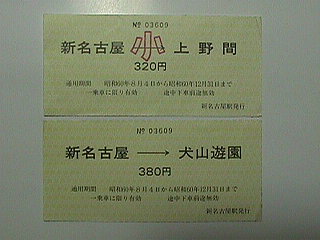 № 03609
新名古屋 小 上野間
320円
通用期間 昭和60年8月4日から昭和60年12月31日まで
一乗車に限り有効 途中下車前途無効
新名古屋駅発行
№ 03609
新名古屋 → 犬山遊園
380円
通用期間 昭和60年8月4日から昭和60年12月31日まで
一乗車に限り有効 途中下車前途無効
新名古屋駅発行